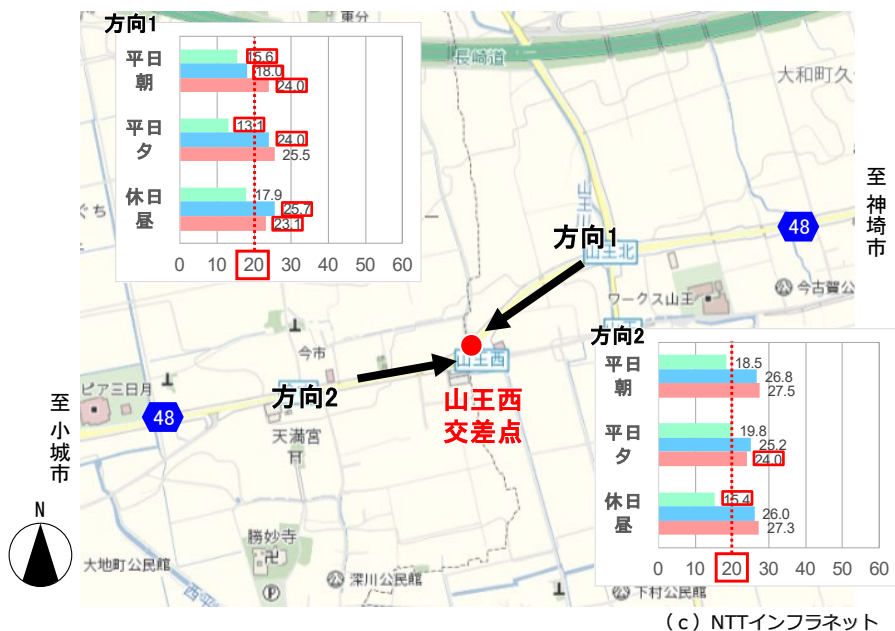 方向1
平日
朝
15.6
18.0
24.0
平日
夕
13.1
24.0
25.5
休日
昼
17.9
25.7
23.1
0 10 20 30 40 50 60
東分
長崎道
大和町久
ぐち
山王川
至 神埼市
48
方向1
山王北
ワークス山王
今古賀公
今市
山王西
山王西
交差点
方向2
ピア三日月
48
至 小城市
天満宮
N
勝妙寺
大地町公民館
深川公民館
西平
下村公民館
方向2
平日
朝
18.5
26.8
27.5
平日
夕
19.8
25.2
24.0
休日
昼
15.4
26.0
27.3
0 10 20 30 40 50 60
(c)NTTインフラネット